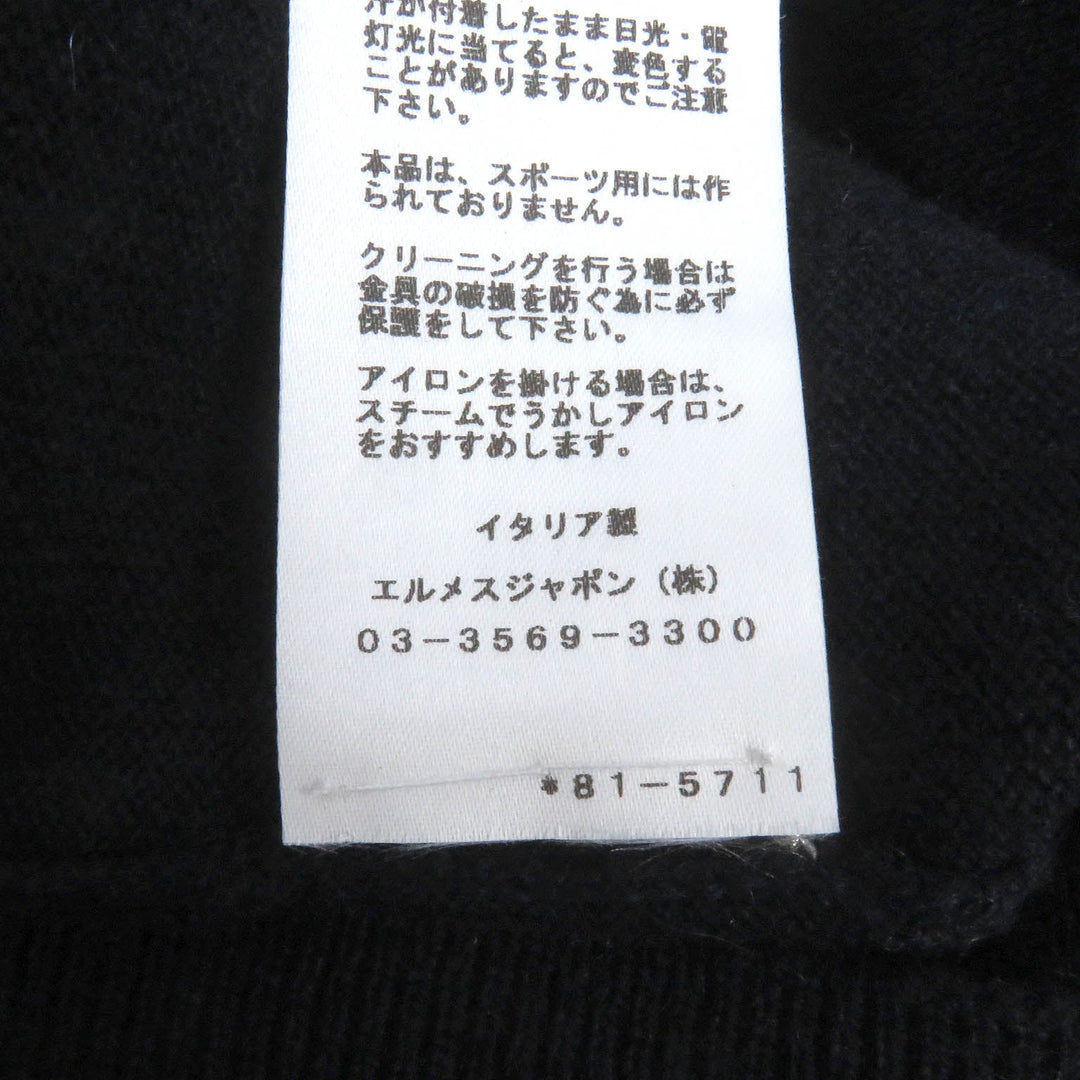 汗が付着したまま日光・電
灯光に当てると、変色する
ことがありますのでご注意
下さい。
本品は、スポーツ用には作
られておりません。
クリーニングを行う場合は
金具の破損を防ぐ為に必ず
保護をして下さい。
アイロンを掛ける場合は、
スチームでうかしアイロン
をおすすめします。
イタリア製
エルメスジャポン（株）
03-3569-3300
*81-5711